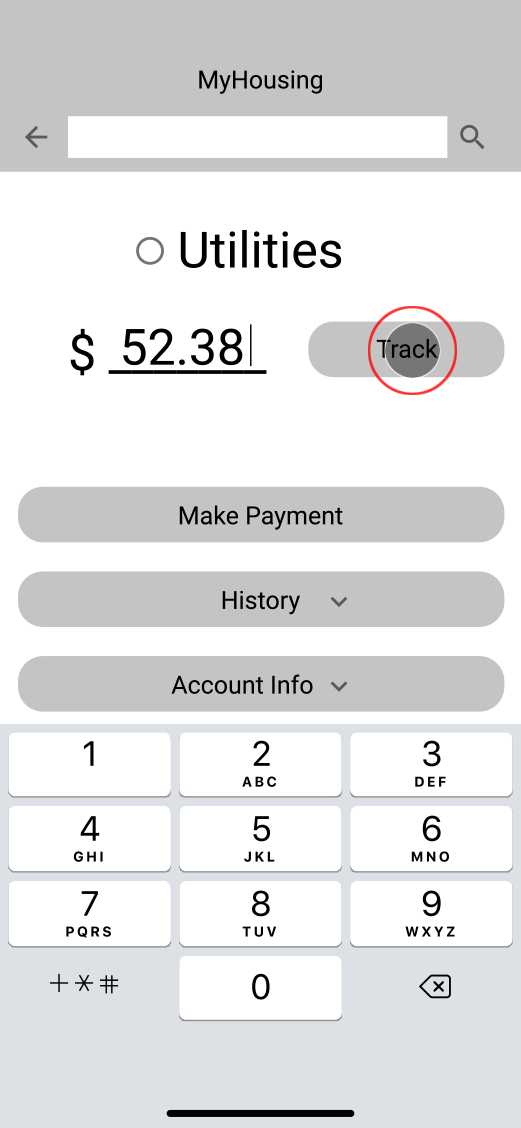 MyHousing
Utilities
$ 52.38
Track
Make Payment
History
Account Info
1 2 3
ABC DEF
4 5 6
GHI JKL MNO
7 8 9
PQRS TUV WXYZ
+*# 0